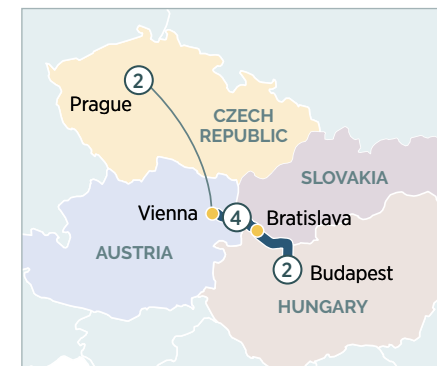 2
Prague
CZECH
REPUBLIC
SLOVAKIA
Vienna
4
Bratislava
AUSTRIA
2
Budapest
HUNGARY